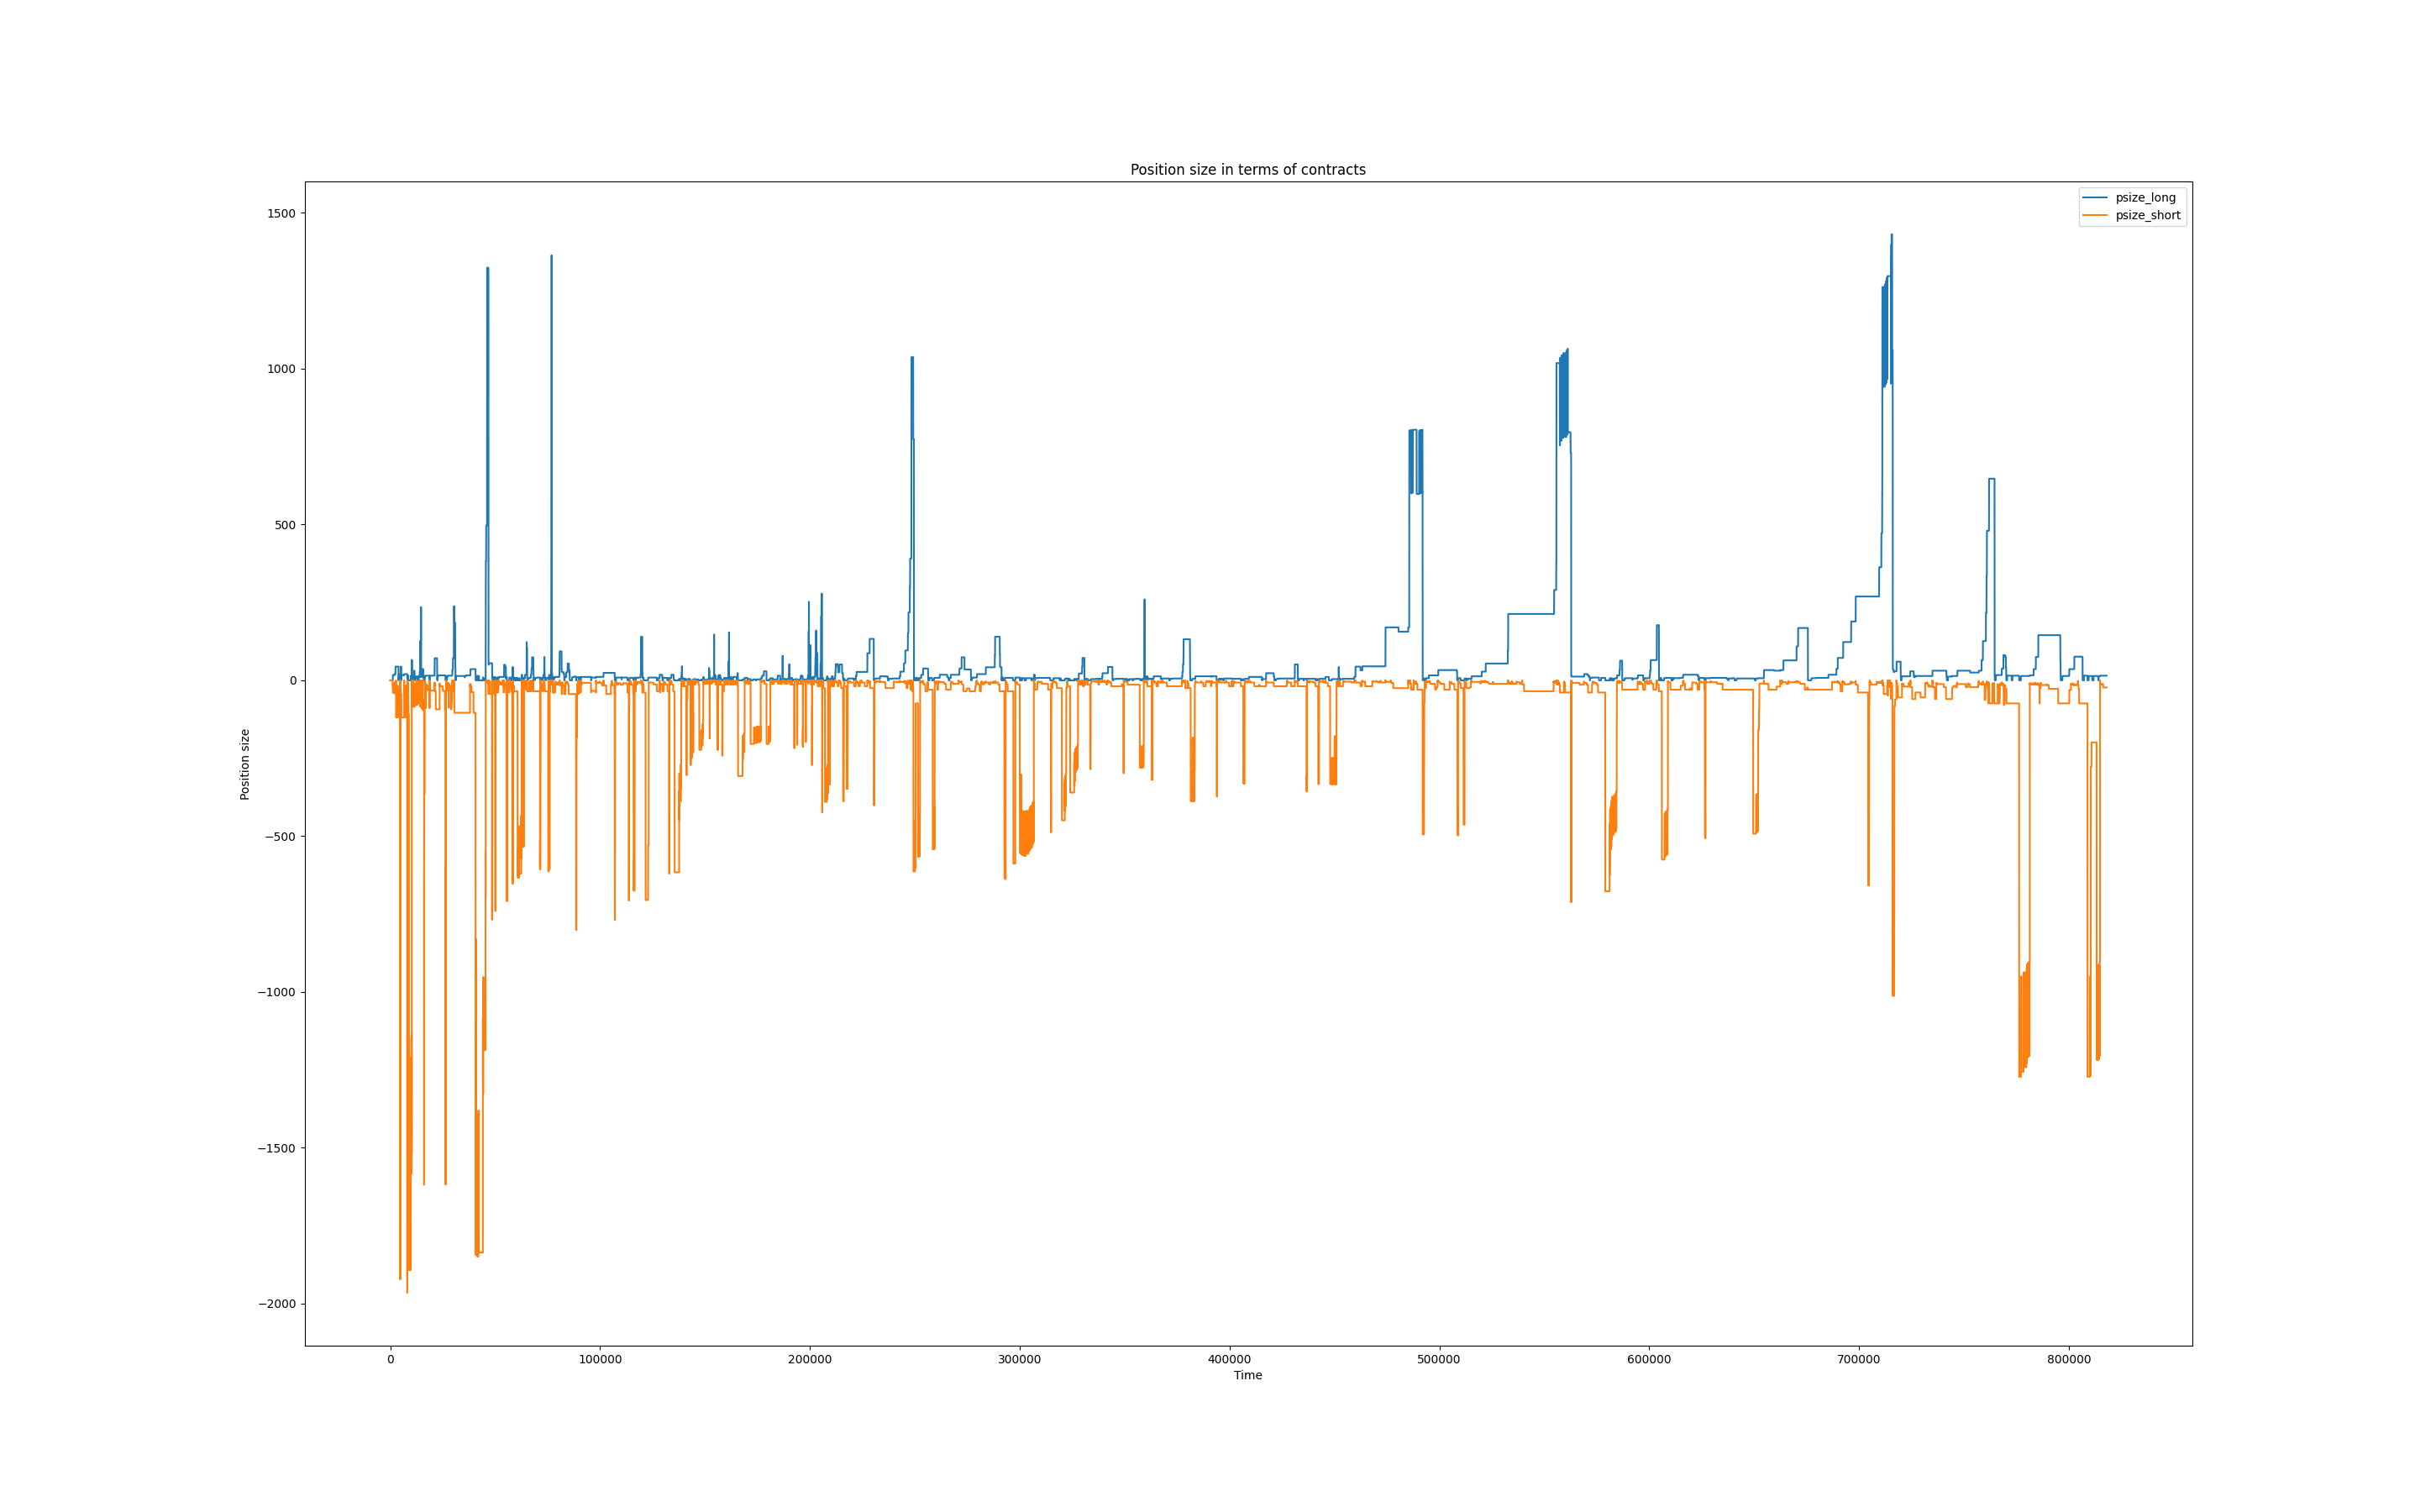 Position size in terms of contracts
psize_long
psize_short
1500
1000
500
0
−500
−1000
−1500
−2000
Position size
0 100000 200000 300000 400000 500000 600000 700000 800000
Time